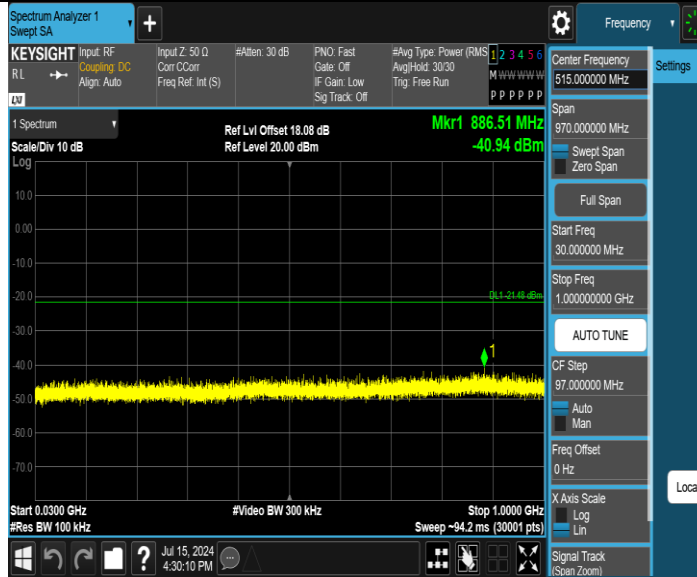 Spectrum Analyzer 1
Swept SA
Frequency
KEYSIGHT
RL
LXI
Input: RF
Coupling: DC
Align: Auto
Input Z: 50 Ω
Corr CCorr
Freq Ref: Int (S)
#Atten: 30 dB
PNO: Fast
Gate: Off
IF Gain: Low
Sig Track: Off
#Avg Type: Power (RMS
Avg|Hold: 30/30
Trig: Free Run
1 2 3 4 5 6
M W W W W W
P P P P P P
1 Spectrum
Scale/Div 10 dB
Log
Ref Lvl Offset 18.08 dB
Ref Level 20.00 dBm
Mkr1 886.51 MHz
-40.94 dBm
10.0
0.00
-10.0
-20.0
DL1 -21.48 dBm
-30.0
1
-40.0
-50.0
-60.0
-70.0
Start 0.0300 GHz
#Res BW 100 kHz
#Video BW 300 kHz
Stop 1.0000 GHz
Sweep ~94.2 ms (30001 pts)
Jul 15, 2024
4:30:10 PM
Center Frequency
515.000000 MHz
Span
970.000000 MHz
Swept Span
Zero Span
Full Span
Start Freq
30.000000 MHz
Stop Freq
1.000000000 GHz
AUTO TUNE
CF Step
97.000000 MHz
Auto
Man
Freq Offset
0 Hz
X Axis Scale
Log
Lin
Signal Track
(Span Zoom)
Settings
Loca